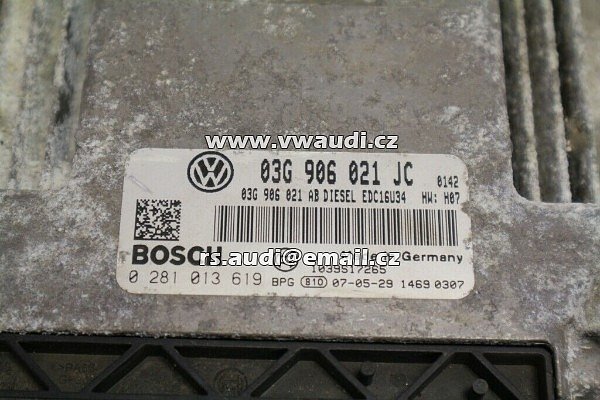 www.vwaudi.cz
03G 906 021 JC 0142
03G 906 021 AB DIESEL EDC16U34 HW: H07
BOSCH Germany
rs.audi@email.cz
1039S17265
0 281 013 619 BPG 810 07-05-29 1469 0307